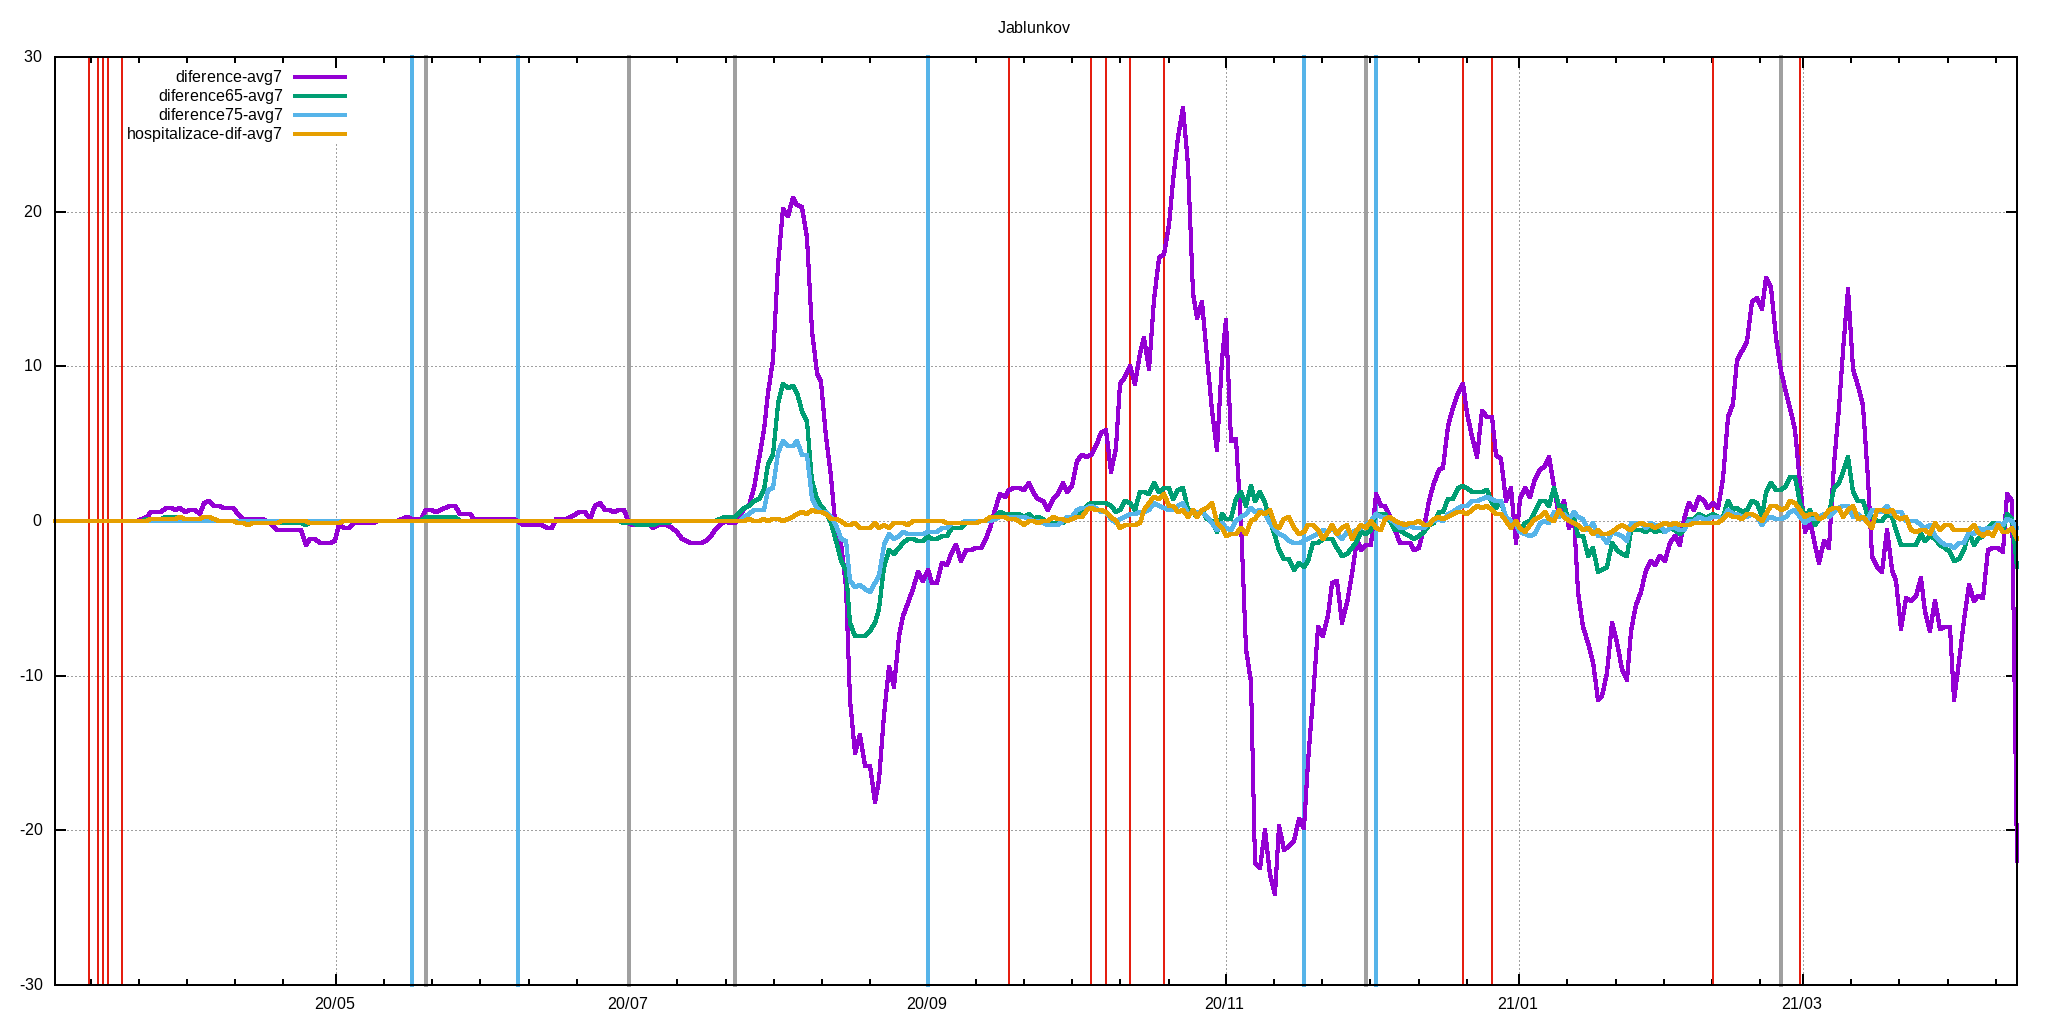 Jablunkov
30
diference-avg7
diference65-avg7
diference75-avg7
hospitalizace-dif-avg7
20
10
0
-10
-20
-30
20/05 20/07 20/09 20/11 21/01 21/03